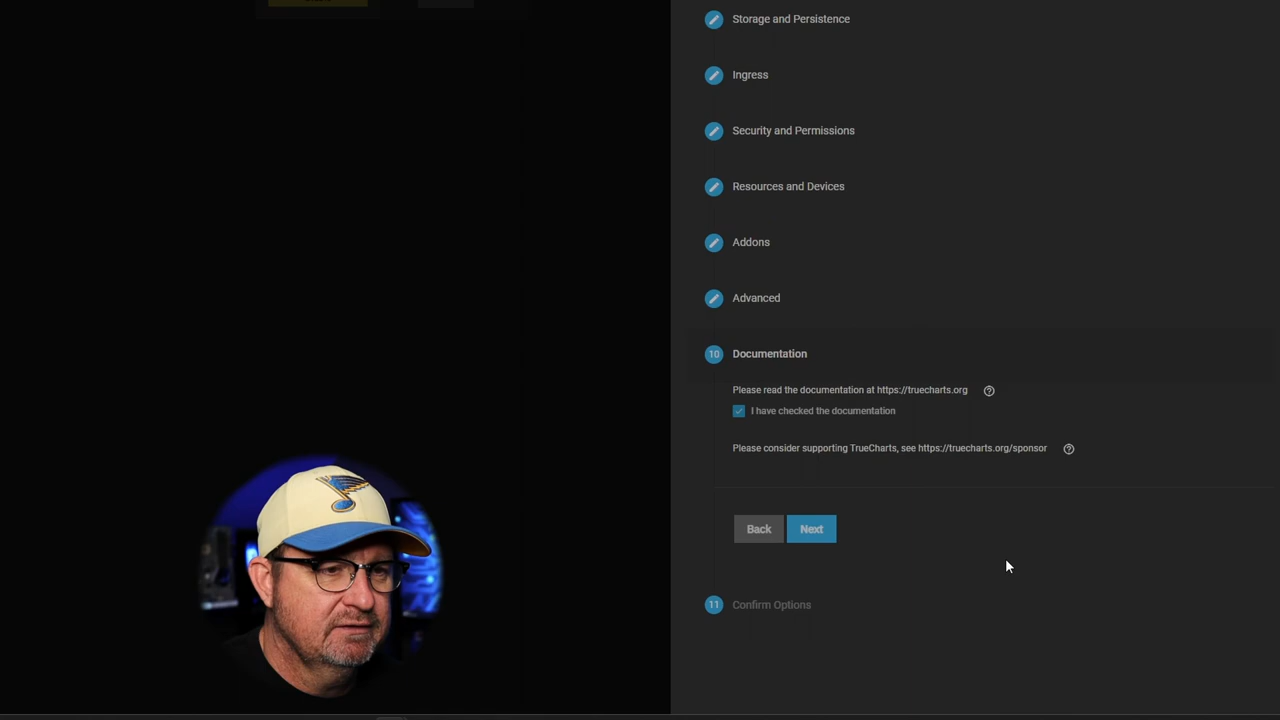 Storage and Persistence
Ingress
Security and Permissions
Resources and Devices
Addons
Advanced
10 Documentation
Please read the documentation at https://truecharts.org
I have checked the documentation
Please consider supporting TrueCharts, see https://truecharts.org/sponsor
Back Next
11 Confirm Options